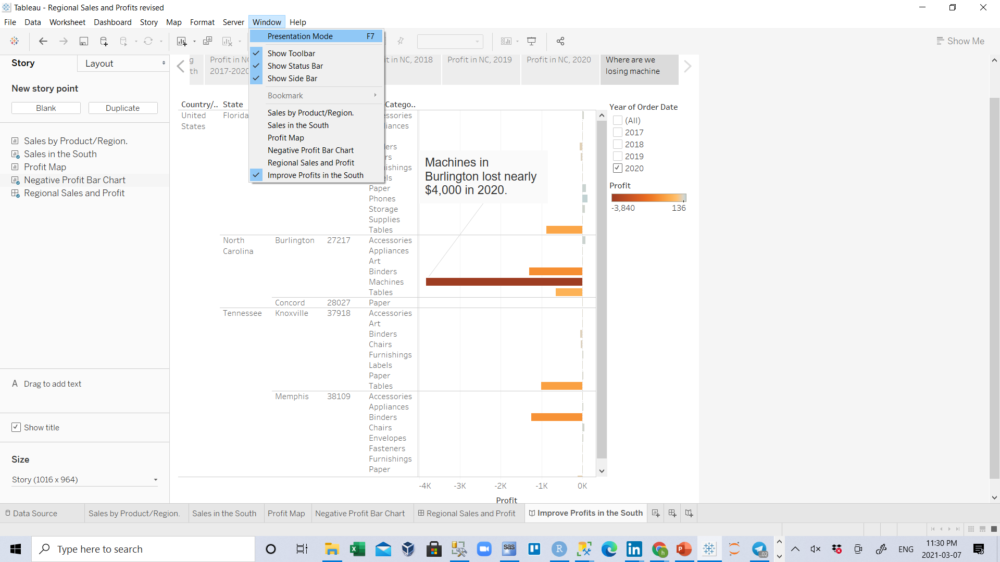 Tableau - Regional Sales and Profits revised
File Data Worksheet Dashboard Story Map Format Server Window Help
Show Me
Presentation Mode F7
Show Toolbar
Show Status Bar
Show Side Bar
Bookmark
Sales by Product/Region.
Sales in the South
Profit Map
Negative Profit Bar Chart
Regional Sales and Profit
Improve Profits in the South
Story Layout
New story point
Blank Duplicate
Sales by Product/Region.
Sales in the South
Profit Map
Negative Profit Bar Chart
Regional Sales and Profit
A Drag to add text
Show title
Size
Story (1016 x 964)
g
th
Profit in NC
2017-2020
t in NC, 2018
Profit in NC, 2019
Profit in NC, 2020
Where are we
losing machine
Country/.. State -Catego..
United
States
Florida
essories
iances
ers
rs
ishings
els
Paper
Phones
Storage
Supplies
Tables
North
Carolina
Burlington 27217 Accessories
Appliances
Art
Binders
Machines
Tables
Concord 28027 Paper
Tennessee Knoxville 37918 Accessories
Art
Binders
Chairs
Furnishings
Labels
Paper
Tables
Memphis 38109 Accessories
Appliances
Binders
Chairs
Envelopes
Fasteners
Furnishings
Paper
Machines in
Burlington lost nearly
$4,000 in 2020.
-4K -3K -2K -1K 0K
Profit
Year of Order Date
(All)
2017
2018
2019
2020
Profit
-3,840 136
Data Source Sales by Product/Region. Sales in the South Profit Map Negative Profit Bar Chart Regional Sales and Profit Improve Profits in the South
Type here to search
sas
R
in
h
P
02
ENG
11:30 PM
2021-03-07